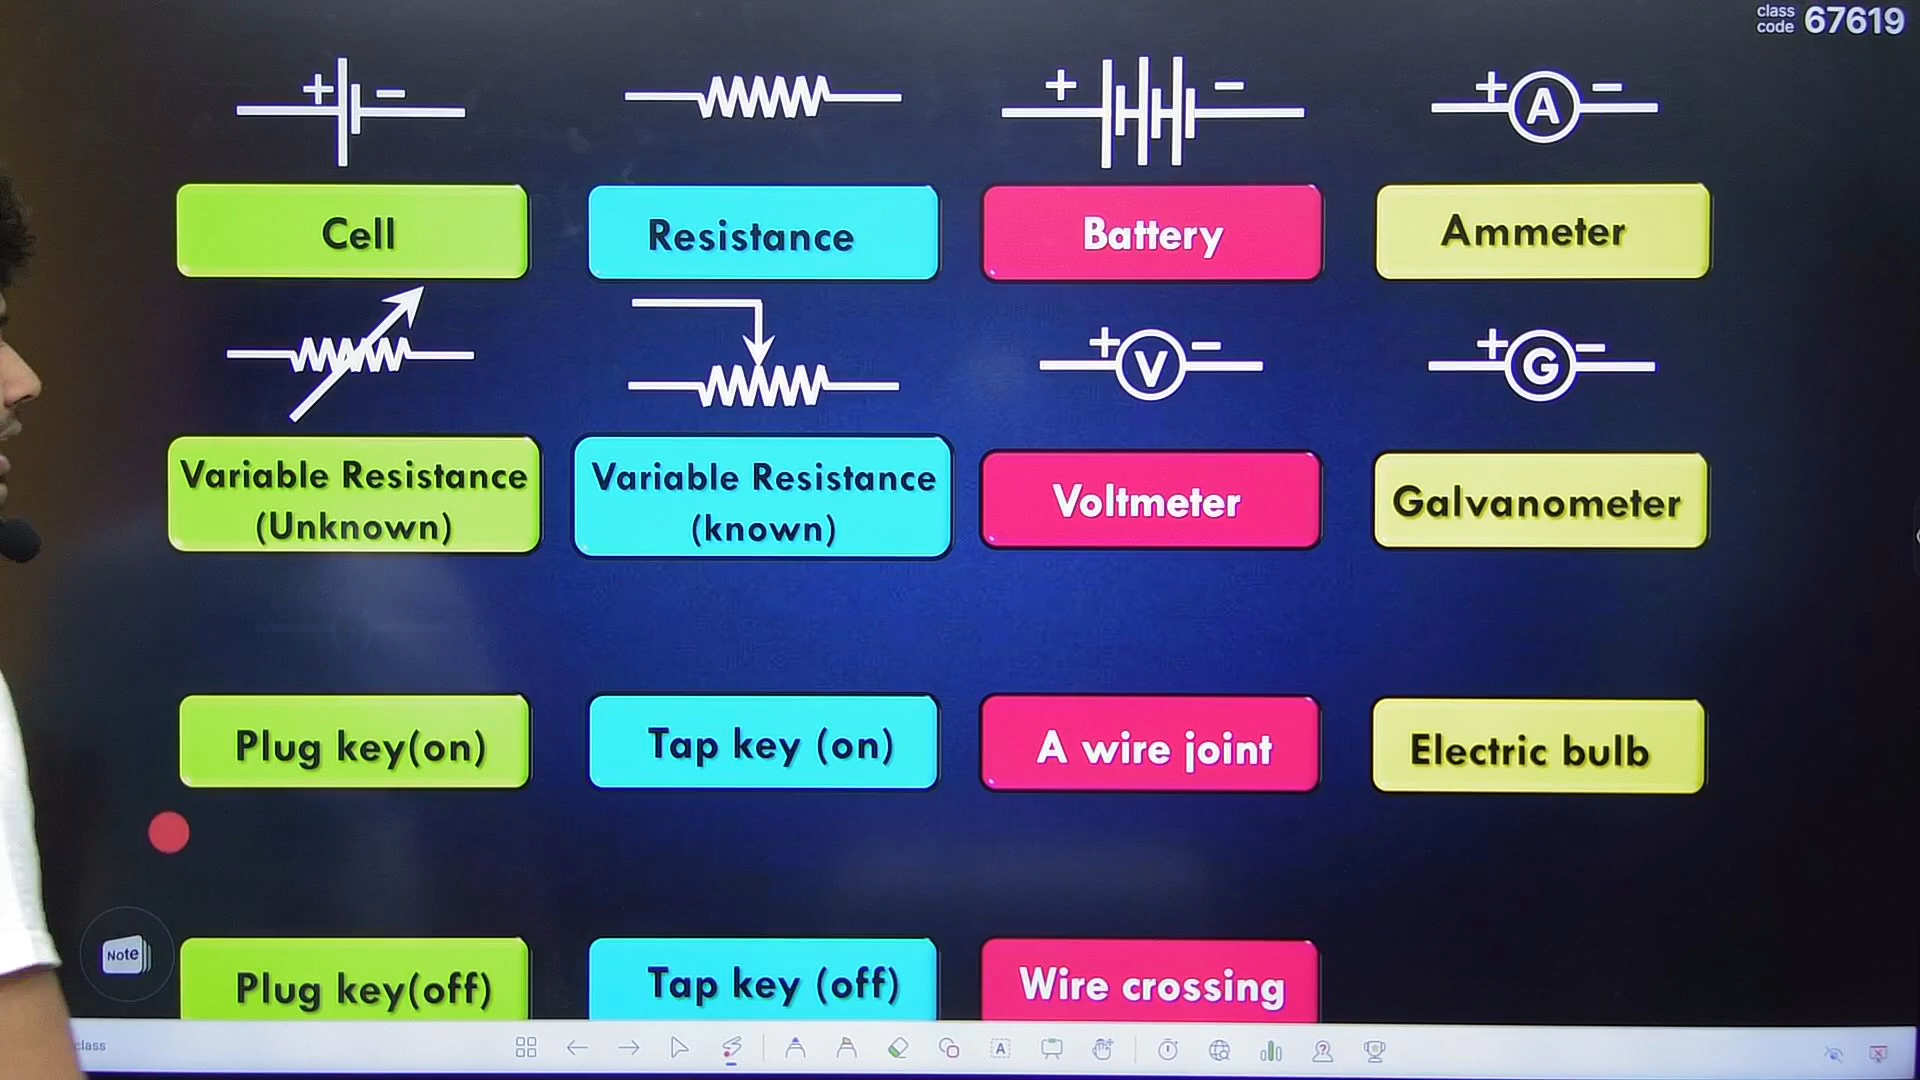 class
code 67619
+ −
+ −
+ A −
Cell
Resistance
Battery
Ammeter
+ V −
+ G −
Variable Resistance
(Unknown)
Variable Resistance
(known)
Voltmeter
Galvanometer
Plug key(on)
Tap key (on)
A wire joint
Electric bulb
Note
Plug key(off)
Tap key (off)
Wire crossing
class
A